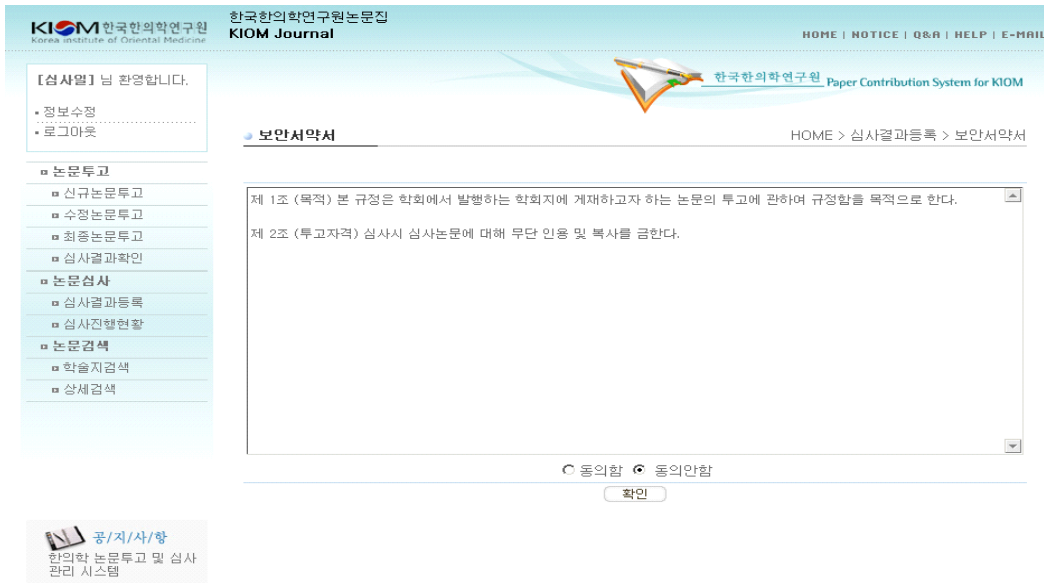 KIOM 한국한의학연구원
Korea Institute of Oriental Medicine
한국한의학연구원논문집
KIOM Journal
HOME | NOTICE | Q&A | HELP | E-MAIL
[심사일] 님 환영합니다.
정보수정
로그아웃
한국한의학연구원 Paper Contribution System for KIOM
보안서약서
HOME > 심사결과등록 > 보안서약서
논문투고
신규논문투고
수정논문투고
최종논문투고
심사결과확인
논문심사
심사결과등록
심사진행현황
논문검색
학술지검색
상세검색
제 1조 (목적) 본 규정은 학회에서 발행하는 학회지에 게재하고자 하는 논문의 투고에 관하여 규정함을 목적으로 한다.
제 2조 (투고자격) 심사시 심사논문에 대해 무단 인용 및 복사를 금한다.
동의함 동의안함
확인
공/지/사/항
한의학 논문투고 및 심사
관리 시스템